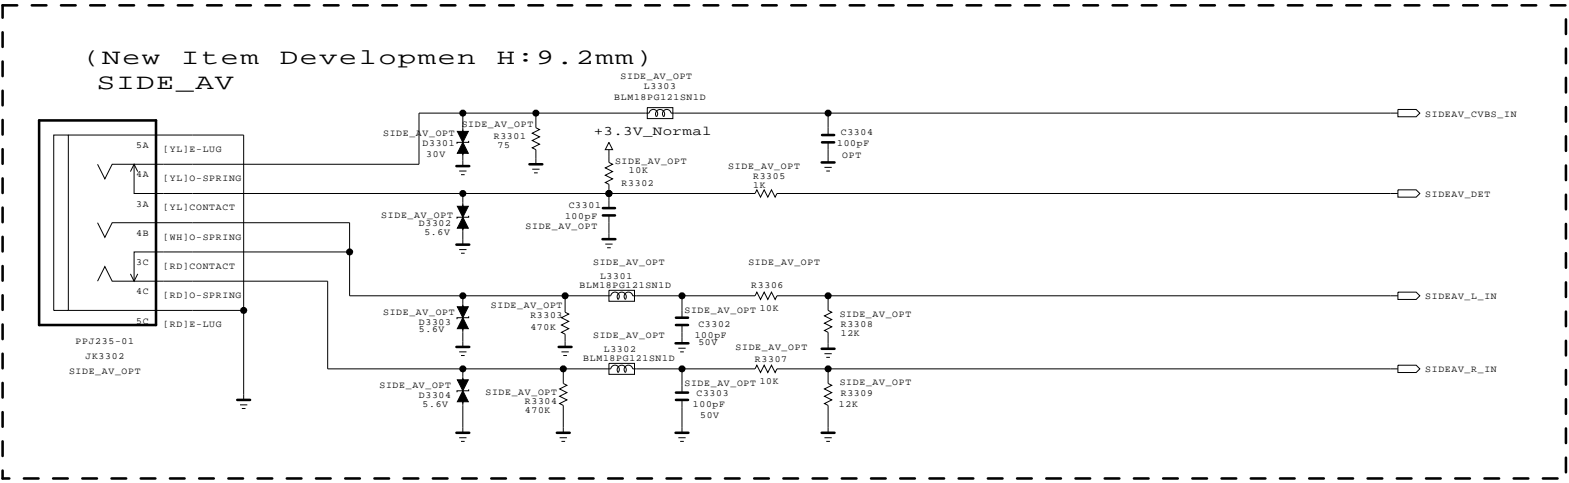 (New Item Developmen H:9.2mm)
SIDE_AV
SIDE_AV_OPT
L3303
BLM18PG121SN1D
SIDEAV_CVBS_IN
SIDE_AV_OPT
D3301
30V
SIDE_AV_OPT
R3301
75
+3.3V_Normal
C3304
100pF
OPT
SIDE_AV_OPT
10K
R3302
SIDE_AV_OPT
R3305
1K
SIDEAV_DET
5A [YL]E-LUG
4A [YL]O-SPRING
3A [YL]CONTACT
4B [WH]O-SPRING
3C [RD]CONTACT
4C [RD]O-SPRING
5C [RD]E-LUG
PPJ235-01
JK3302
SIDE_AV_OPT
SIDE_AV_OPT
D3302
5.6V
C3301
100pF
SIDE_AV_OPT
SIDE_AV_OPT
L3301
BLM18PG121SN1D
SIDE_AV_OPT
R3306
10K
SIDEAV_L_IN
SIDE_AV_OPT
D3303
5.6V
SIDE_AV_OPT
R3303
470K
SIDE_AV_OPT
C3302
100pF
50V
SIDE_AV_OPT
R3308
12K
SIDE_AV_OPT
L3302
BLM18PG121SN1D
SIDE_AV_OPT
R3307
10K
SIDEAV_R_IN
SIDE_AV_OPT
D3304
5.6V
SIDE_AV_OPT
R3304
470K
SIDE_AV_OPT
C3303
100pF
50V
SIDE_AV_OPT
R3309
12K